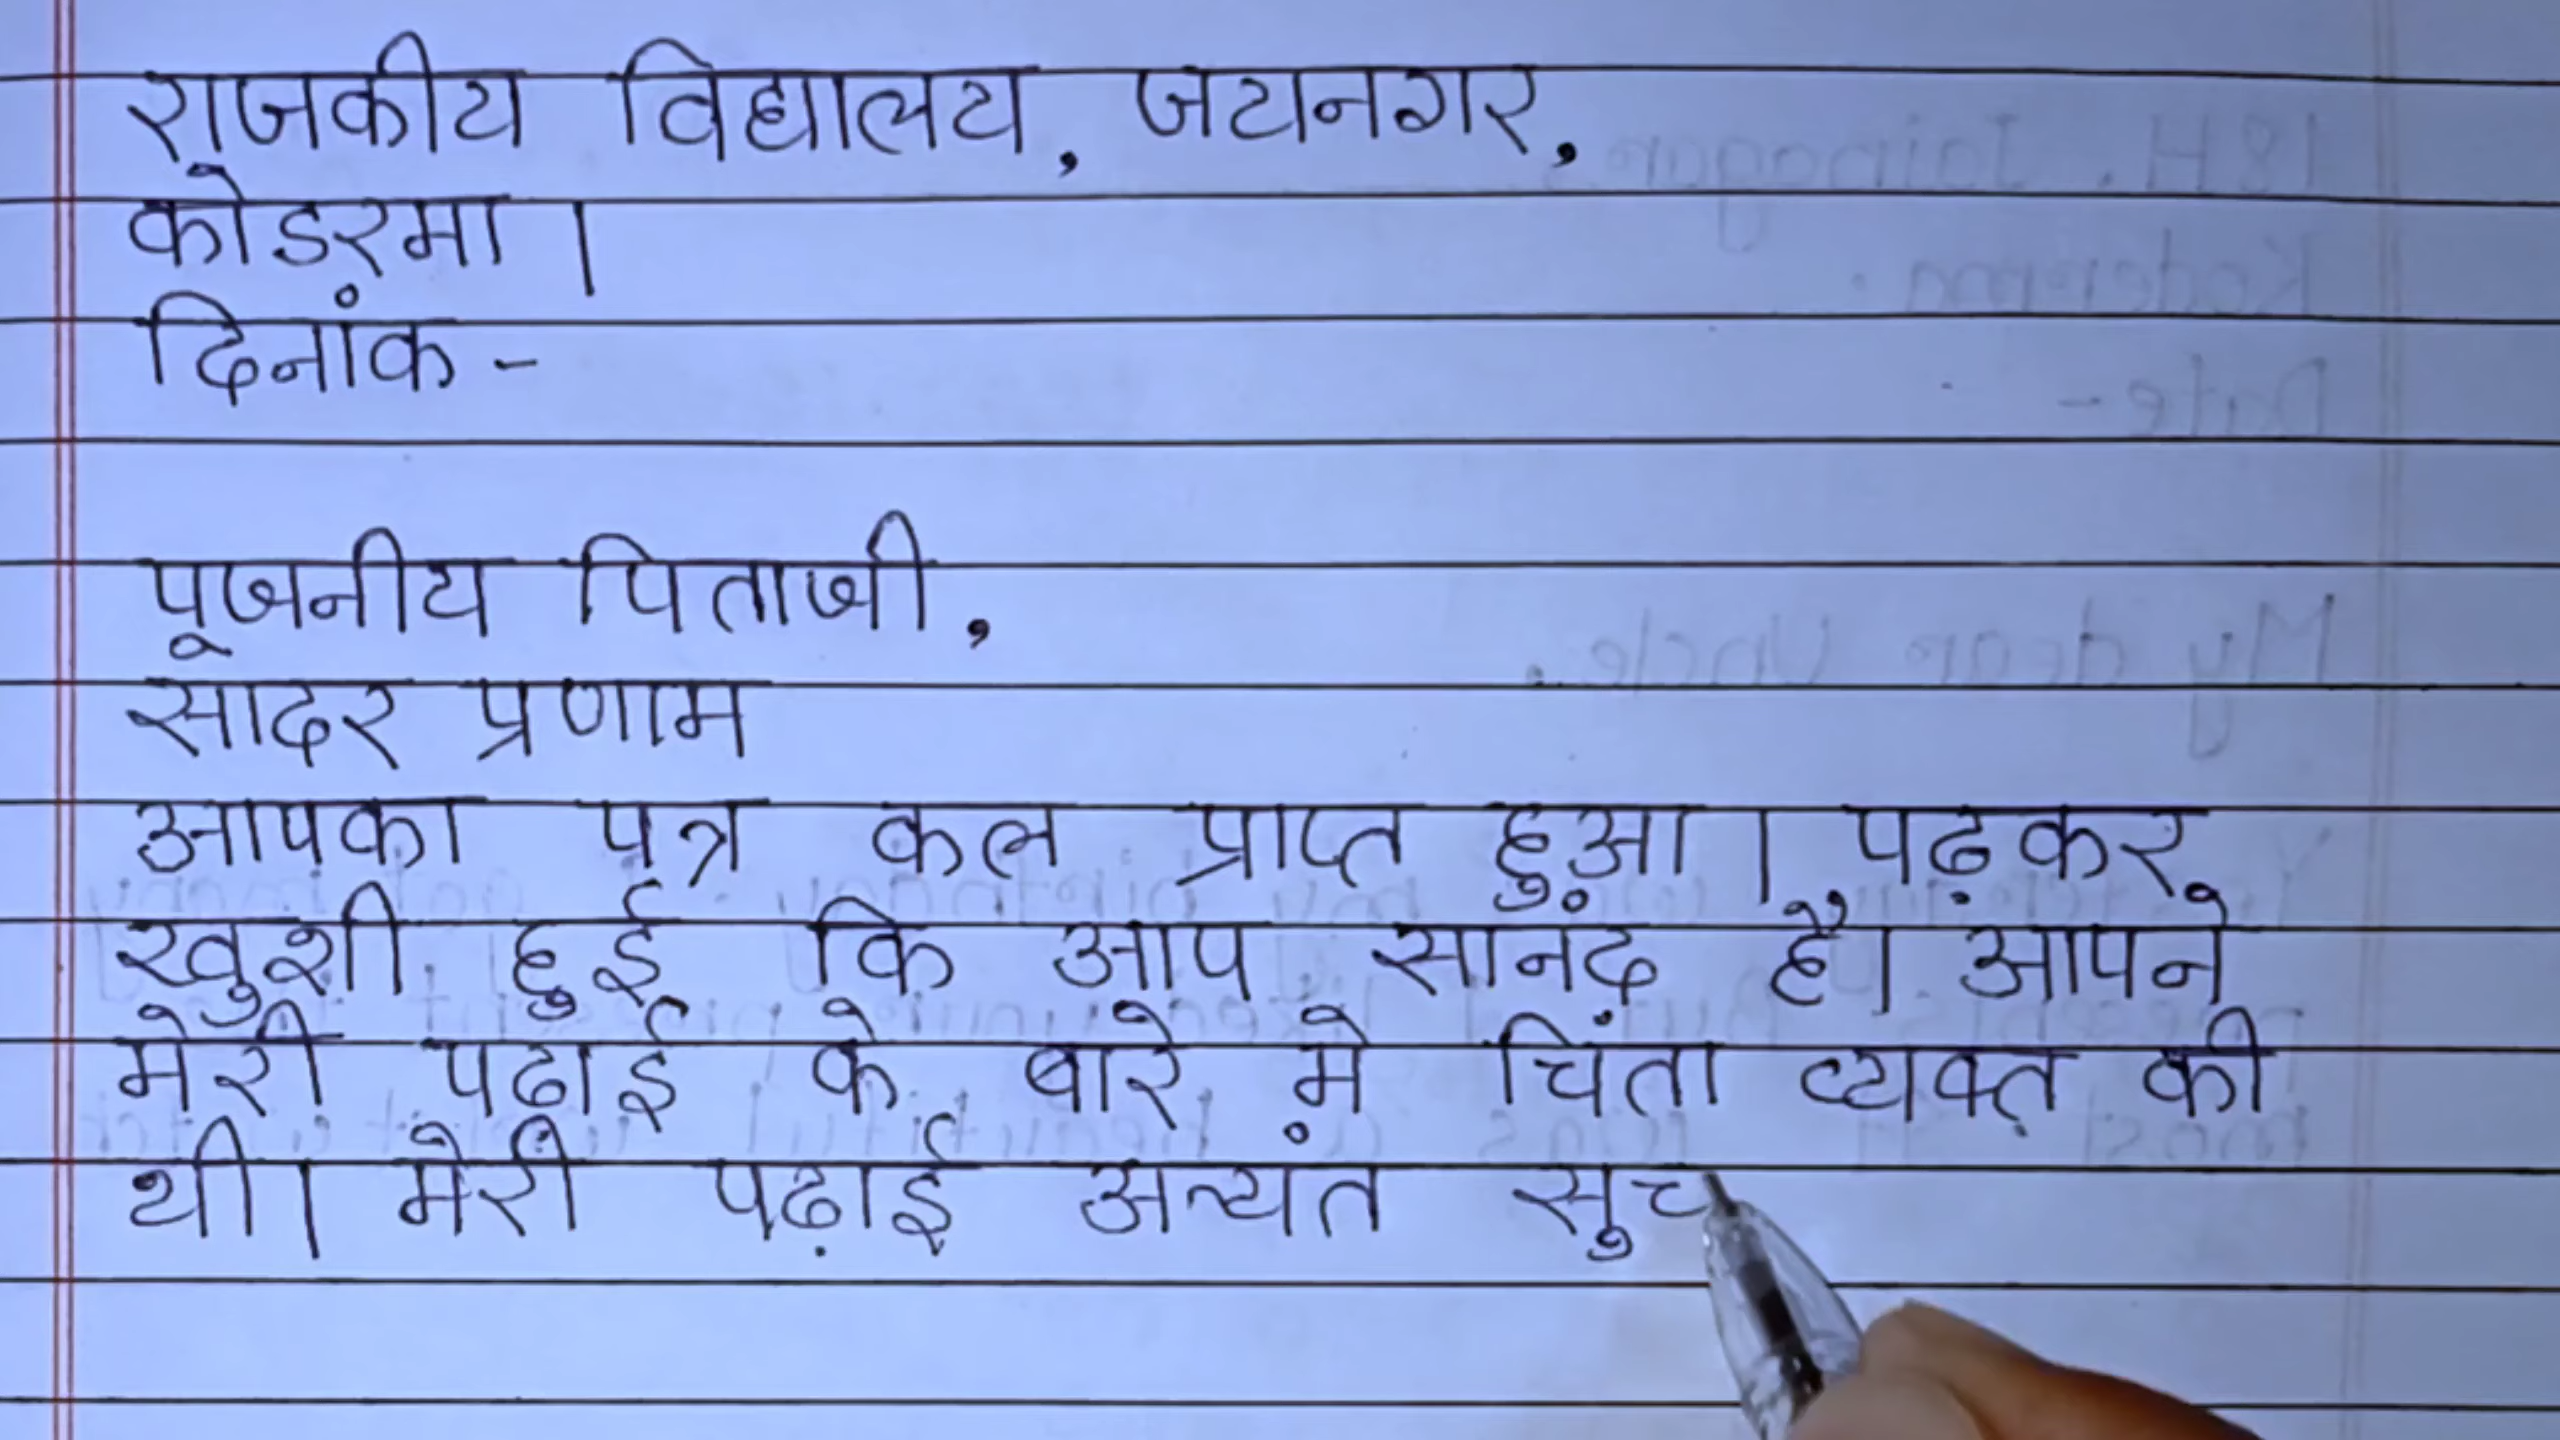 राजकीय विद्यालय, जयनगर,
कोडरमा।
दिनांक -
पूजनीय पिताजी,
सादर प्रणाम
आपका पत्र कल प्राप्त हुआ। पढ़कर
खुशी हुई कि आप सानंद हैं। आपने
मेरी पढाई के बारे में चिंता व्यक्त की
थी। मेरी पढ़ाई अत्यंत सुच